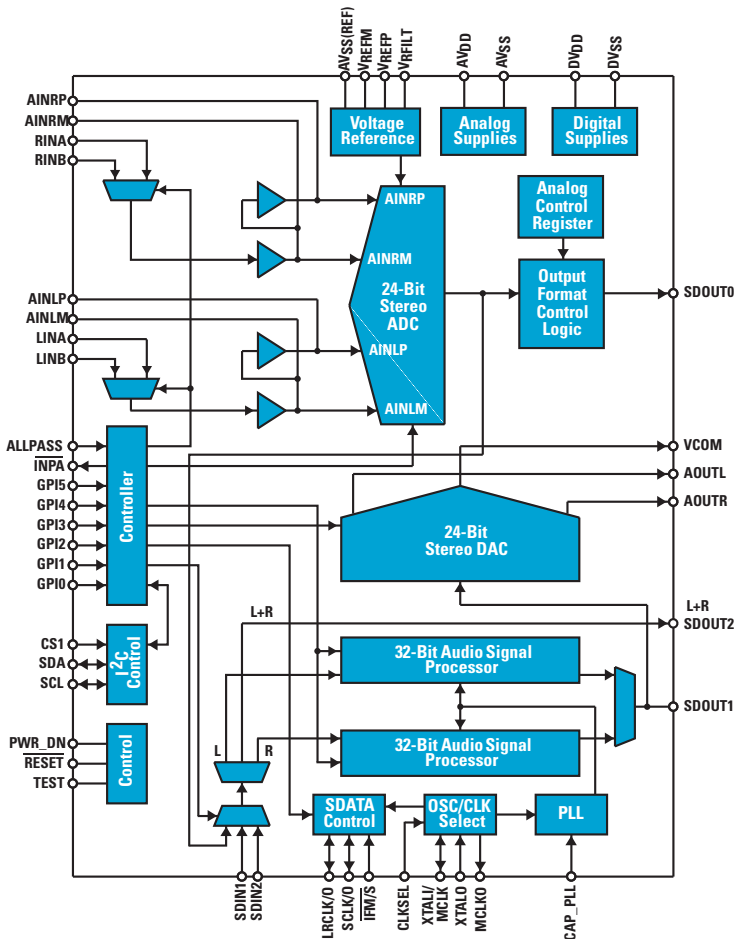 AVSS(REF)
VREFM
VREFP
VRFILT
AVDD
AVSS
DVDD
DVSS
AINRP
AINRM
RINA
RINB
Voltage
Reference
Analog
Supplies
Digital
Supplies
AINRP
AINRM
24-Bit
Stereo
ADC
AINLP
AINLM
Analog
Control
Register
Output
Format
Control
Logic
SDOUT0
AINLP
AINLM
LINA
LINB
ALLPASS
INPA
GPI5
GPI4
GPI3
GPI2
GPI1
GPI0
Controller
VCOM
AOUTL
AOUTR
24-Bit
Stereo DAC
L+R
SDOUT2
L+R
CS1
SDA
SCL
I2C
Control
32-Bit Audio Signal
Processor
SDOUT1
PWR_DN
RESET
TEST
Control
L
R
32-Bit Audio Signal
Processor
SDATA
Control
OSC/CLK
Select
PLL
SDIN1
SDIN2
LRCLK/O
SCLK/O
IFM/S
CLKSEL
XTALI/
MCLK
XTALO
MCLKO
CAP_PLL